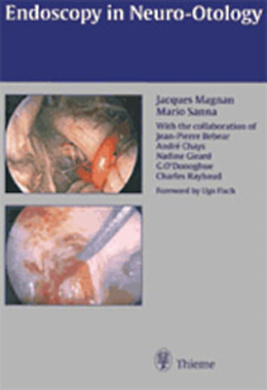 Endoscopy in Neuro-Otology
Jacques Magnan
Mario Sanna
With the collaboration of
Jean-Pierre Bebear
André Chays
Nadine Girard
G.O'Donoghue
Charles Raybaud
Foreword by Ugo Fisch
Thieme